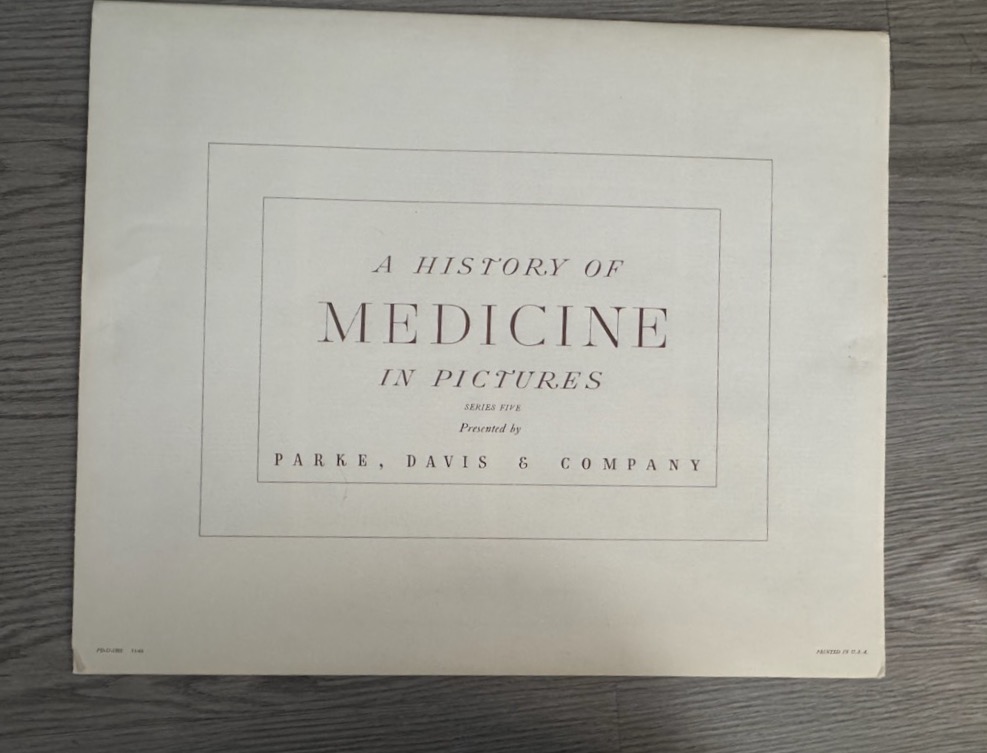 A HISTORY OF
MEDICINE
IN PICTURES
SERIES FIVE
Presented by
PARKE, DAVIS & COMPANY
PRINTED IN U.S.A.